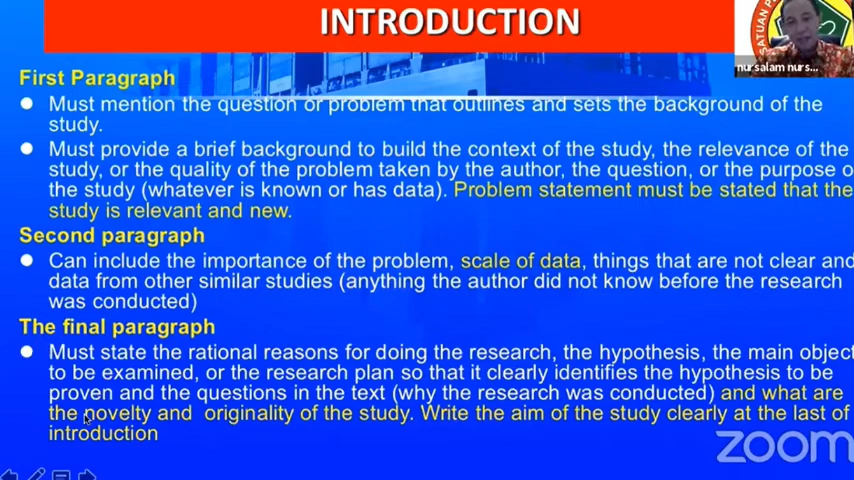 INTRODUCTION
SATUAN P
nursalam nurs...
First Paragraph
Must mention the question or problem that outlines and sets the background of the
study.
Must provide a brief background to build the context of the study, the relevance of the
study, or the quality of the problem taken by the author, the question, or the purpose o
the study (whatever is known or has data). Problem statement must be stated that the
study is relevant and new.
Second paragraph
Can include the importance of the problem, scale of data, things that are not clear and
data from other similar studies (anything the author did not know before the research
was conducted)
The final paragraph
Must state the rational reasons for doing the research, the hypothesis, the main object
to be examined, or the research plan so that it clearly identifies the hypothesis to be
proven and the questions in the text (why the research was conducted) and what are
the novelty and originality of the study. Write the aim of the study clearly at the last of
introduction
zoom